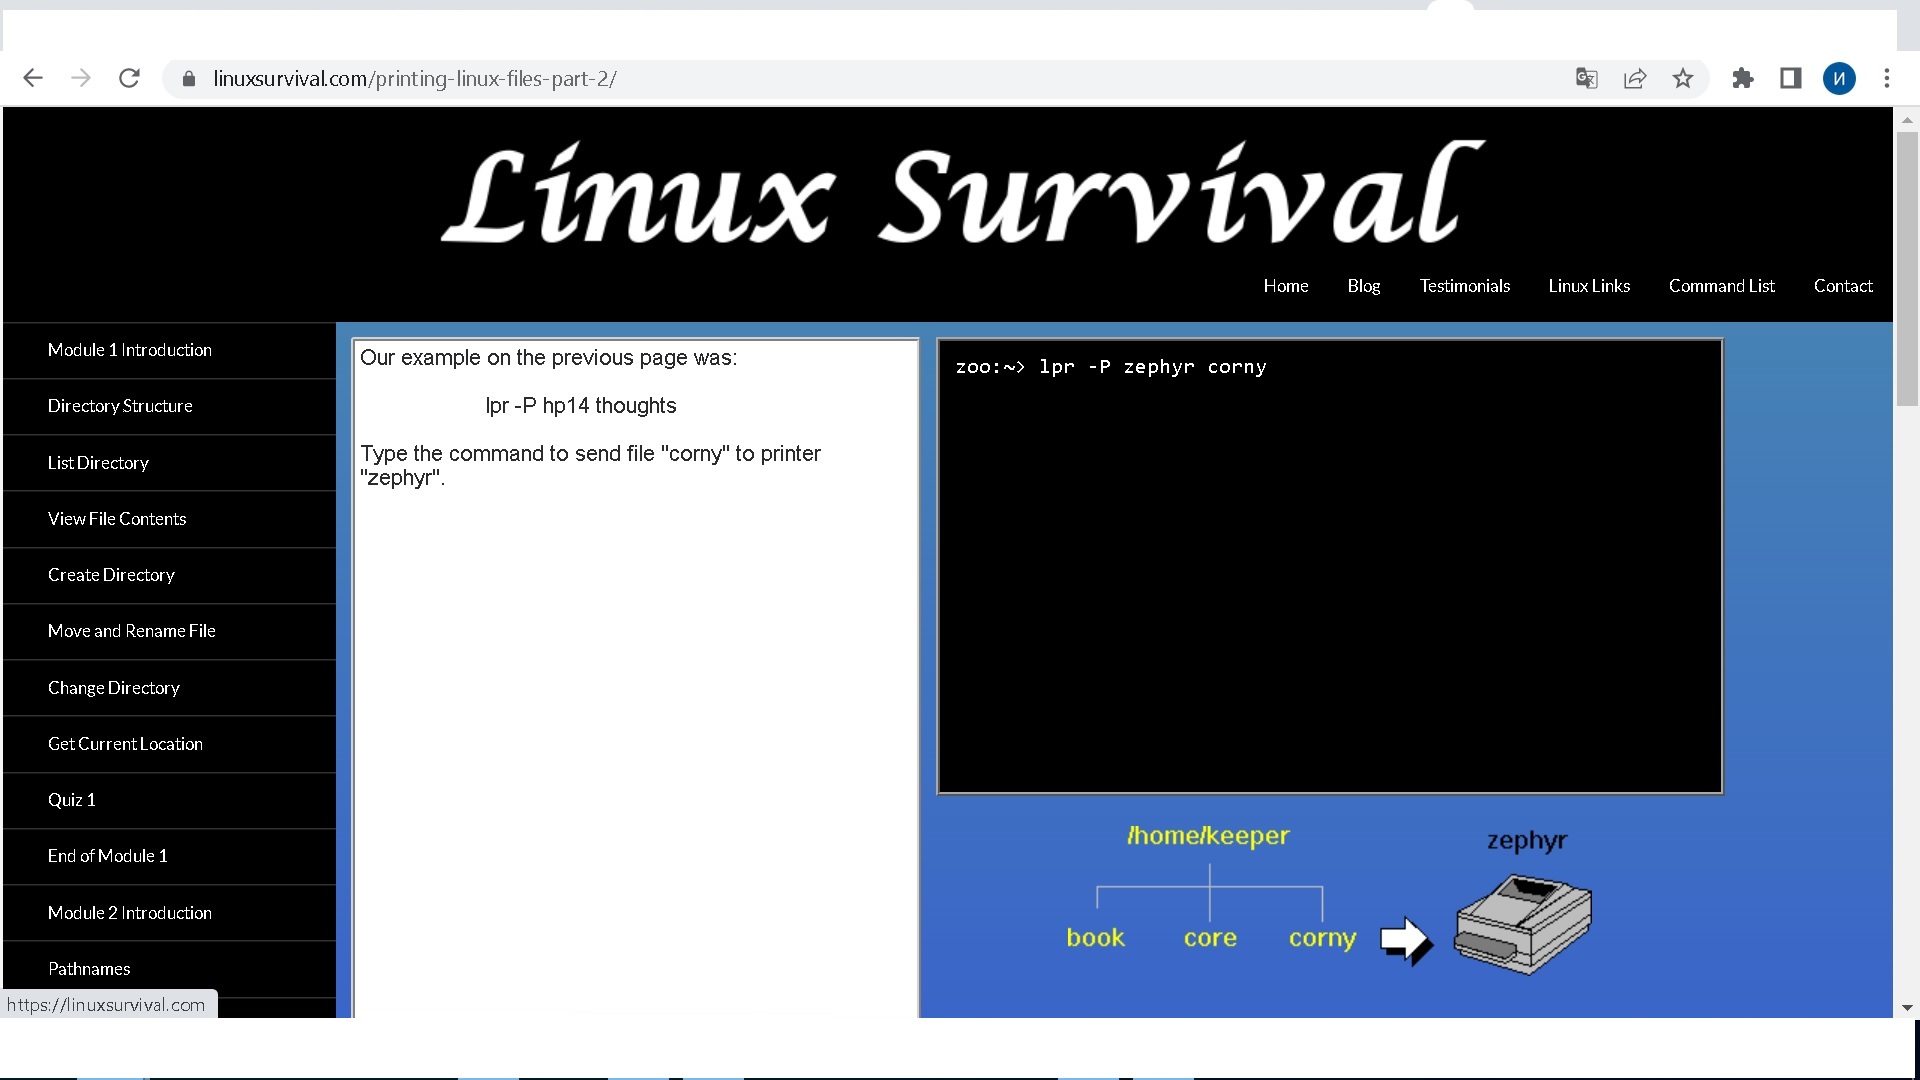 linuxsurvival.com/printing-linux-files-part-2/
И
Linux Survival
Home Blog Testimonials Linux Links Command List Contact
Module 1 Introduction
Directory Structure
List Directory
View File Contents
Create Directory
Move and Rename File
Change Directory
Get Current Location
Quiz 1
End of Module 1
Module 2 Introduction
Pathnames
https://linuxsurvival.com
Our example on the previous page was:
lpr -P hp14 thoughts
Type the command to send file "corny" to printer
"zephyr".
zoo:~> lpr -P zephyr corny
/home/keeper
book core corny
zephyr